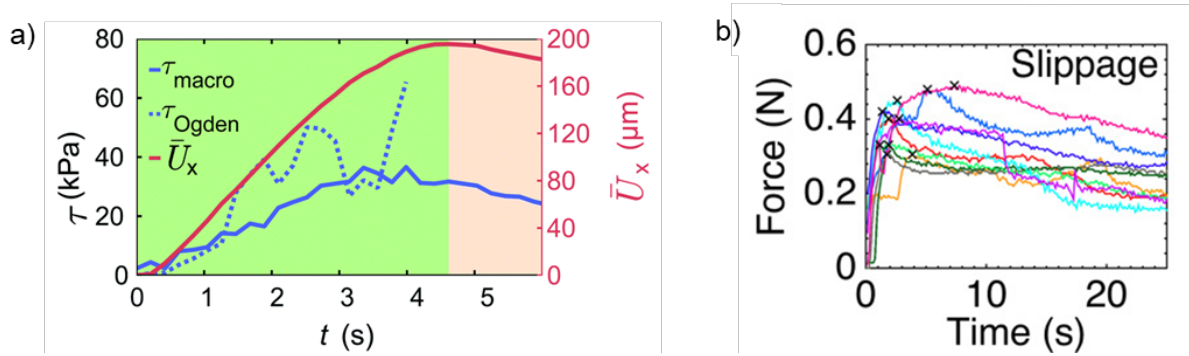 a)
τ (kPa)
80
60
40
20
0
τmacro
τOgden
Ūx
200
160
120
80
40
0
Ūx (μm)
0 1 2 3 4 5
t (s)
b)
Force (N)
0.6
0.4
0.2
0
Slippage
0 10 20
Time (s)